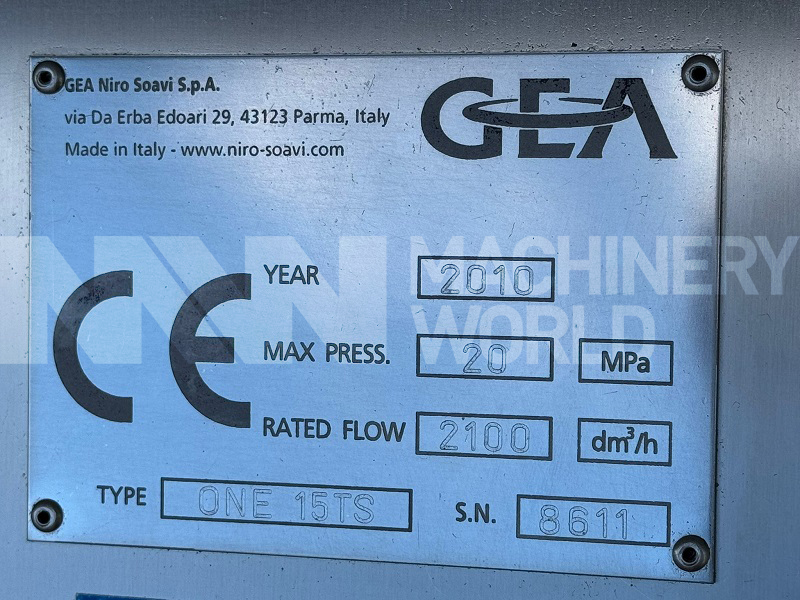 GEA Niro Soavi S.p.A.
via Da Erba Edoari 29, 43123 Parma, Italy
Made in Italy - www.niro-soavi.com
GEA
CE
YEAR 2010
MAX PRESS. 20 MPa
RATED FLOW 2100 dm³/h
TYPE ONE 15TS S.N. 8611
MW MACHINERY
WORLD